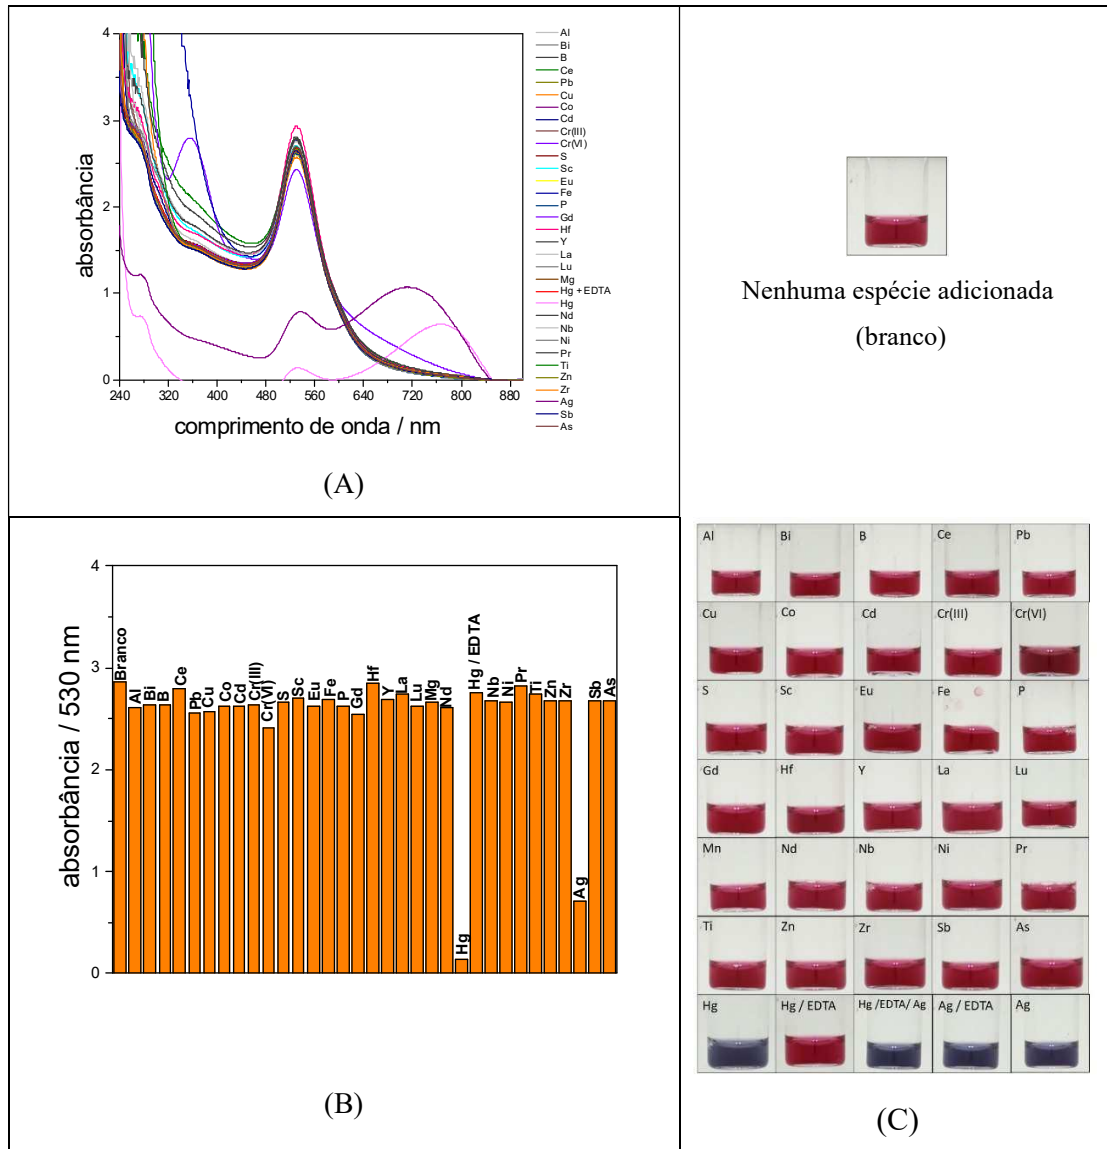 4
3
2
1
0
absorbância
240 320 400 480 560 640 720 800 880
comprimento de onda / nm
Al
Bi
B
Ce
Pb
Cu
Co
Cd
Cr(III)
Cr(VI)
S
Sc
Eu
Fe
P
Gd
Hf
Y
La
Lu
Mg
Hg + EDTA
Hg
Nd
Nb
Ni
Pr
Ti
Zn
Zr
Ag
Sb
As
(A)
Nenhuma espécie adicionada
(branco)
4
3
2
1
0
absorbância / 530 nm
Branco
Al
Bi
B
Ce
Pb
Cu
Co
Cd
Cr(III)
Cr(VI)
S
Sc
Eu
Fe
P
Gd
Hf
Y
La
Lu
Mg
Nd
Hg
Hg / EDTA
Nb
Ni
Pr
Ti
Zn
Zr
Ag
Sb
As
(B)
Al Bi B Ce Pb
Cu Co Cd Cr(III) Cr(VI)
S Sc Eu Fe P
Gd Hf Y La Lu
Mn Nd Nb Ni Pr
Ti Zn Zr Sb As
Hg Hg / EDTA Hg /EDTA/ Ag Ag / EDTA Ag
(C)